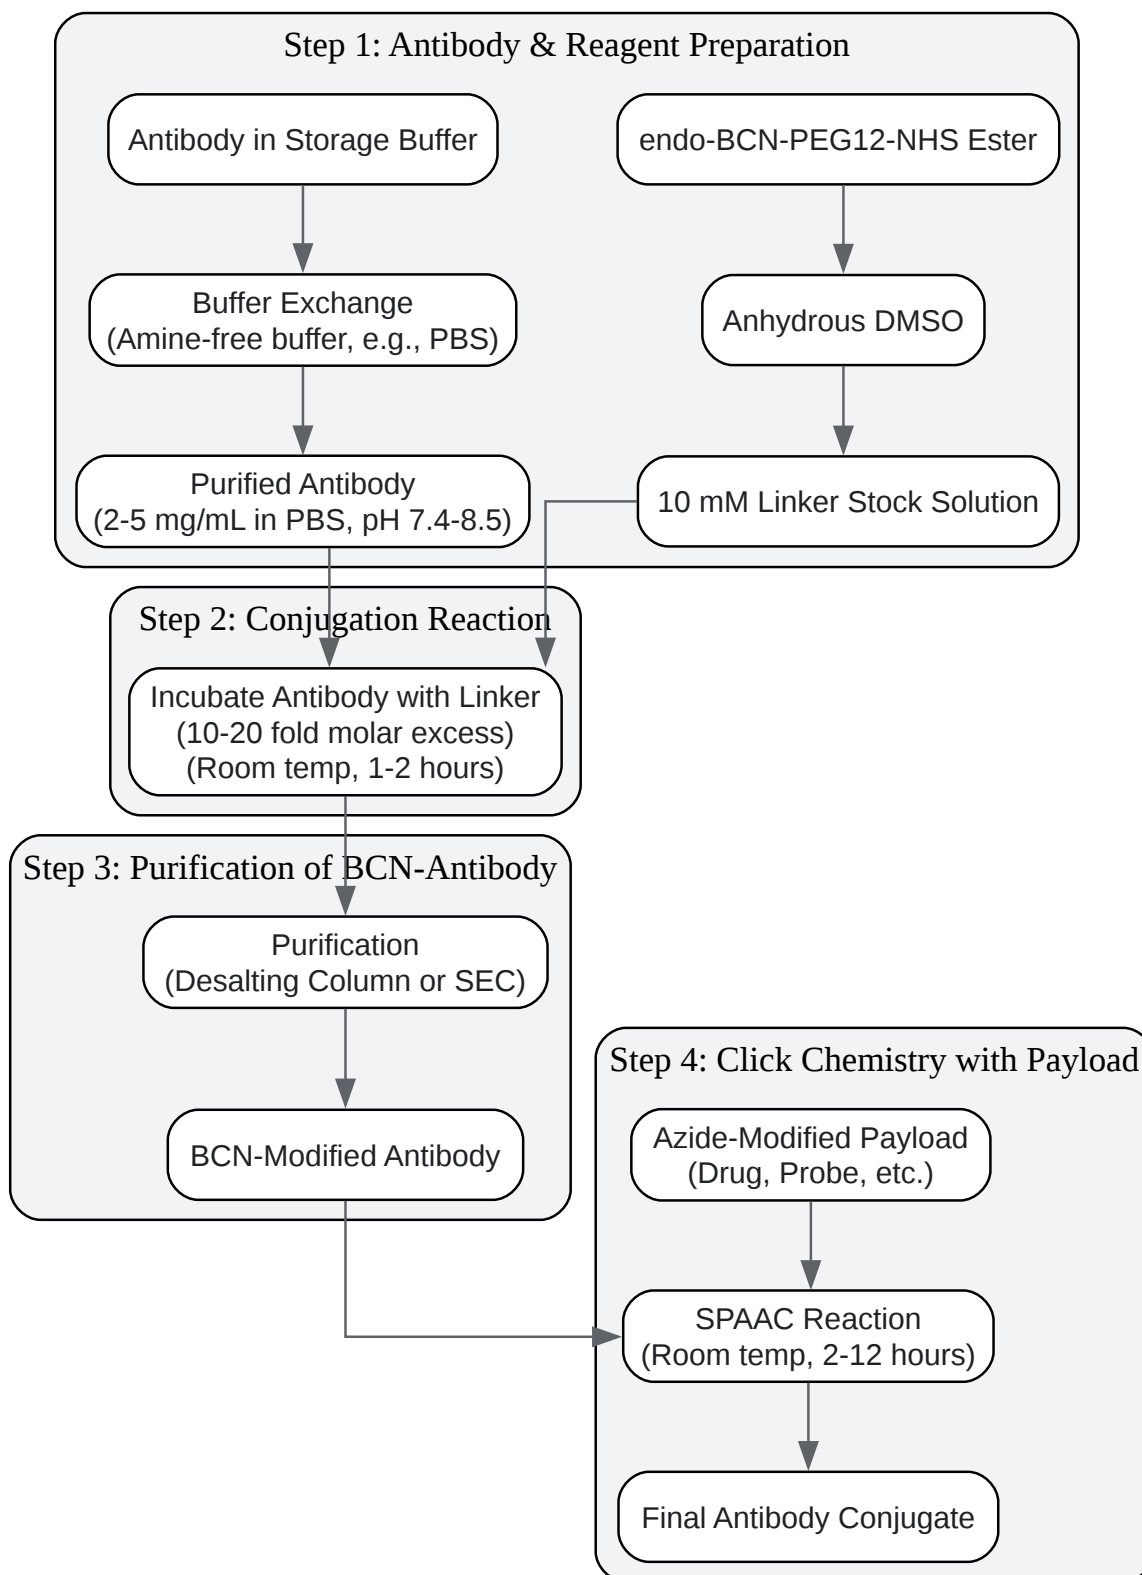 Step 1: Antibody & Reagent Preparation
Antibody in Storage Buffer
endo-BCN-PEG12-NHS Ester
Buffer Exchange
(Amine-free buffer, e.g., PBS)
Anhydrous DMSO
Purified Antibody
(2-5 mg/mL in PBS, pH 7.4-8.5)
10 mM Linker Stock Solution
Step 2: Conjugation Reaction
Incubate Antibody with Linker
(10-20 fold molar excess)
(Room temp, 1-2 hours)
Step 3: Purification of BCN-Antibody
Purification
(Desalting Column or SEC)
BCN-Modified Antibody
Step 4: Click Chemistry with Payload
Azide-Modified Payload
(Drug, Probe, etc.)
SPAAC Reaction
(Room temp, 2-12 hours)
Final Antibody Conjugate